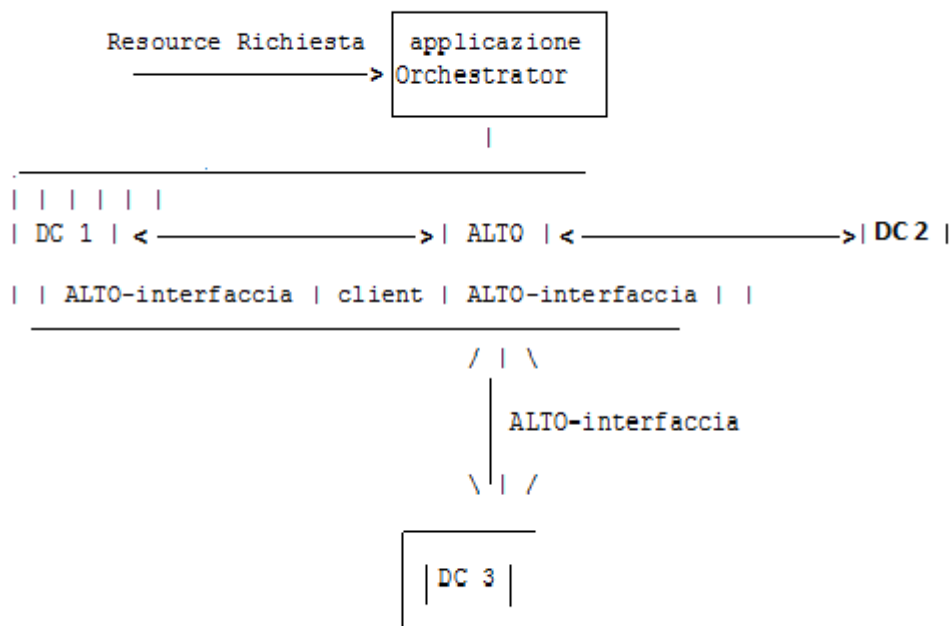 Resource Richiesta applicazione
Orchestrator
DC 1 ALTO DC 2
ALTO-interfaccia | client | ALTO-interfaccia
ALTO-interfaccia
DC 3